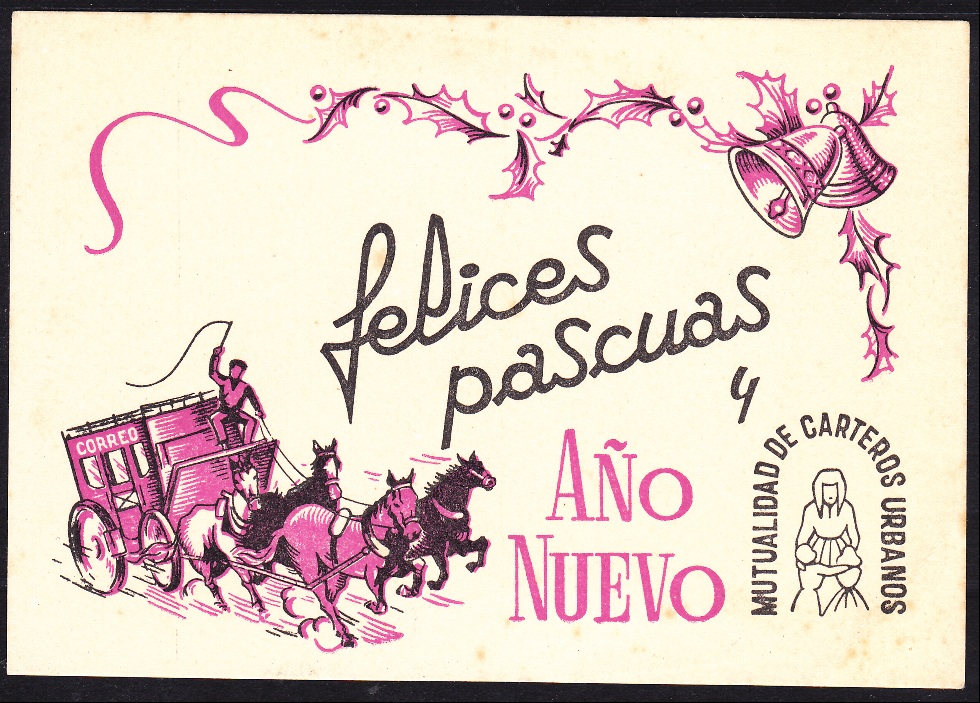 felices
pascuas
y
AÑO
NUEVO
CORREO
MUTUALIDAD DE CARTEROS URBANOS